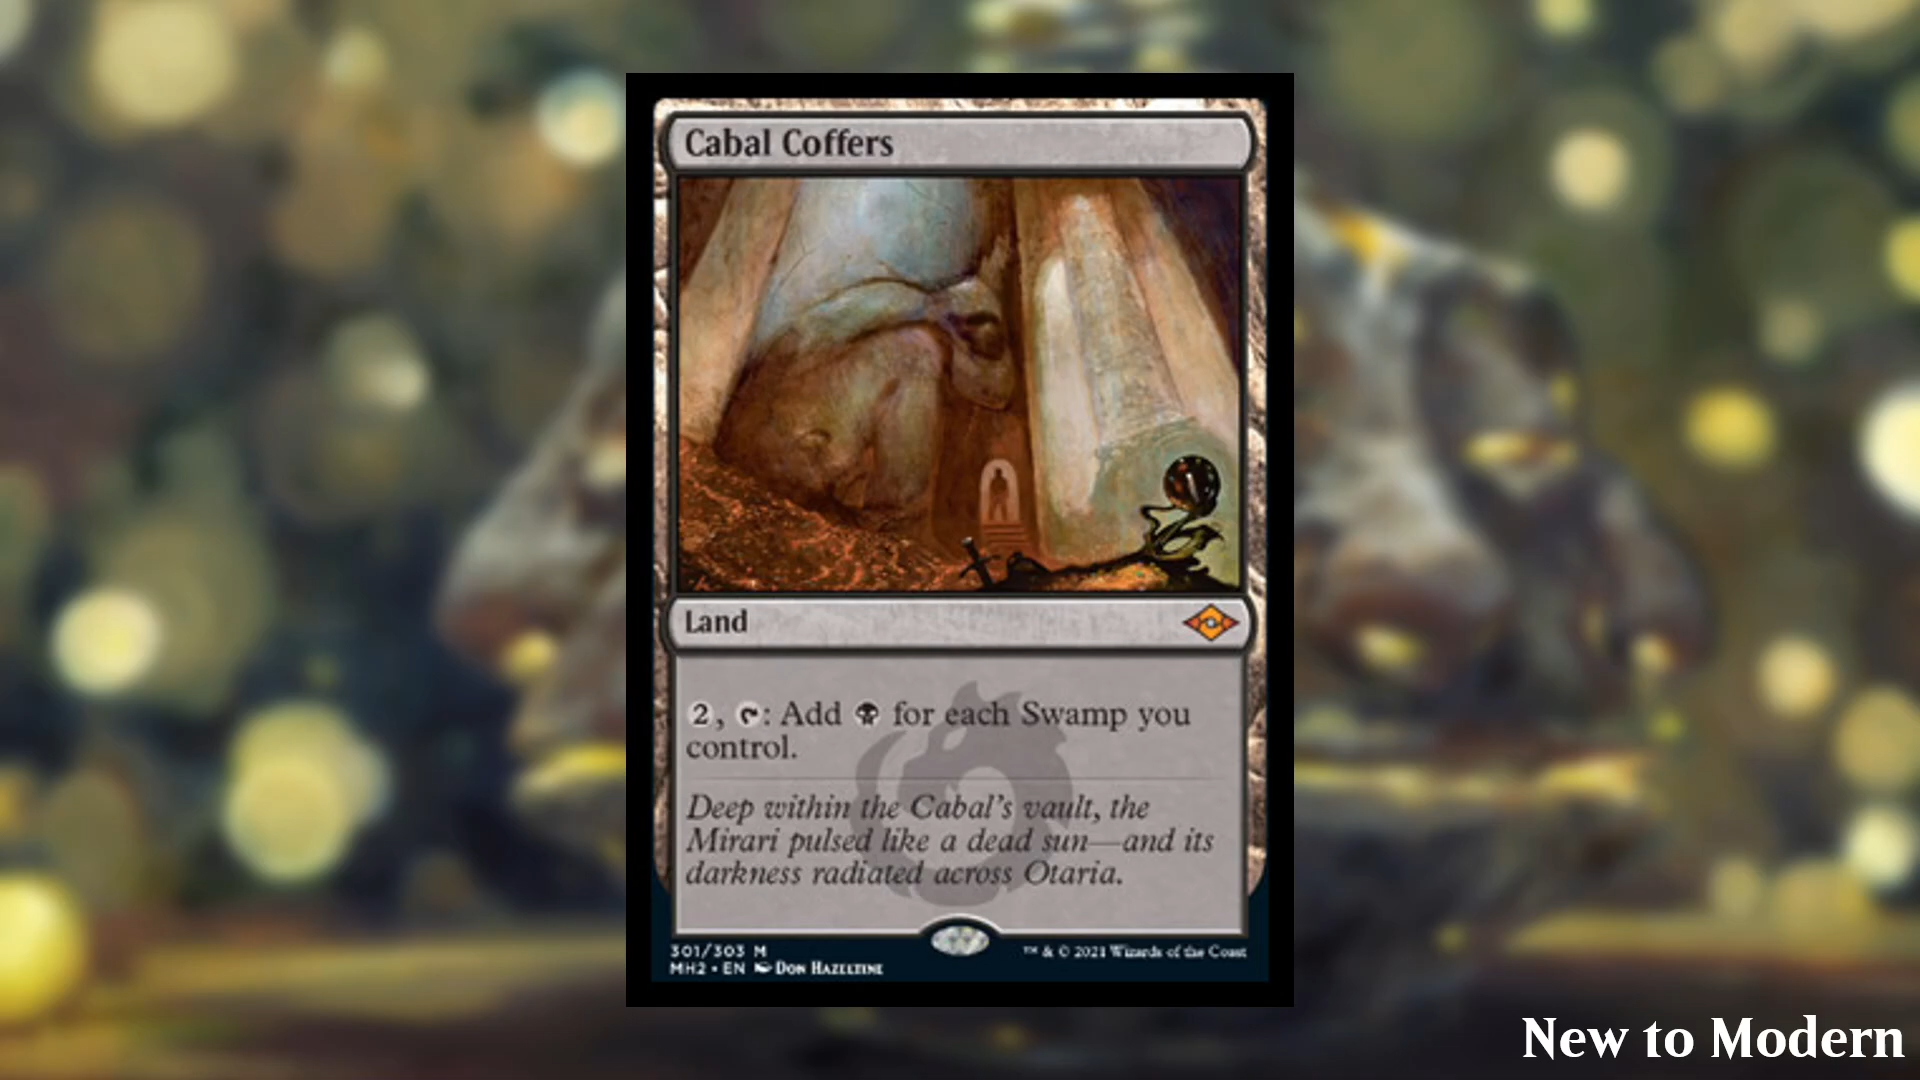 Cabal Coffers
Land
2, : Add for each Swamp you
control.
Deep within the Cabal's vault, the
Mirari pulsed like a dead sun—and its
darkness radiated across Otaria.
301/303 M
MH2 • EN Don Hazeltine
™ & © 2021 Wizards of the Coast
New to Modern